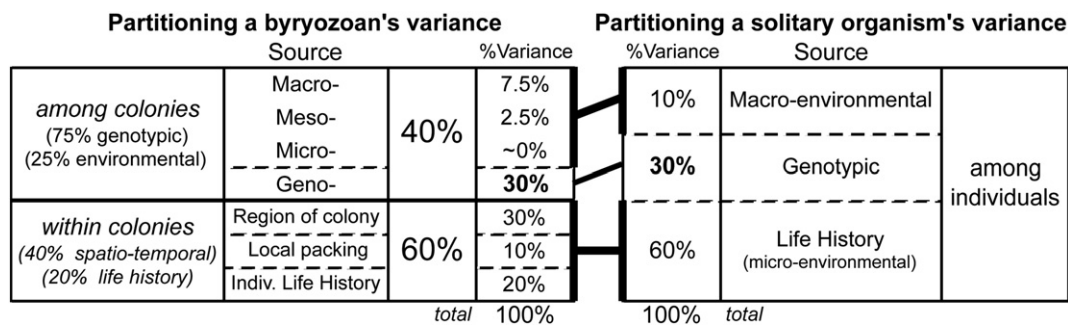 Partitioning a byryozoan's variance
Partitioning a solitary organism's variance
Source %Variance
%Variance Source
among colonies
(75% genotypic)
(25% environmental)
Macro- 7.5%
Meso- 2.5%
Micro- ~0%
Geno- 30%
40%
within colonies
(40% spatio-temporal)
(20% life history)
Region of colony 30%
Local packing 10%
Indiv. Life History 20%
60%
total 100%
10% Macro-environmental
30% Genotypic
60% Life History
(micro-environmental)
among
individuals
100% total